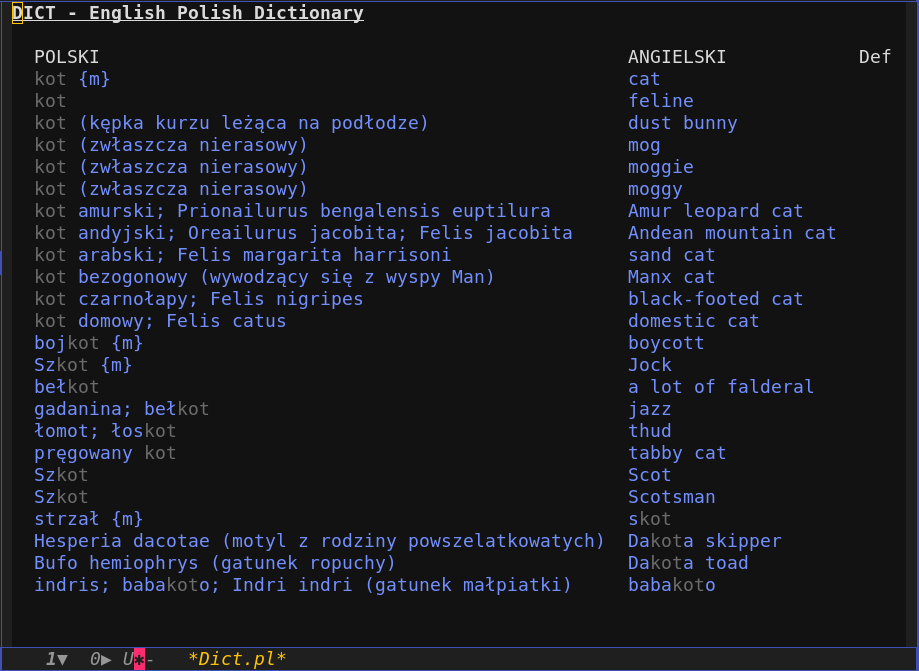 DICT - English Polish Dictionary
POLSKI ANGIELSKI Def
kot {m} cat
kot feline
kot (kępka kurzu leżąca na podłodze) dust bunny
kot (zwłaszcza nierasowy) mog
kot (zwłaszcza nierasowy) moggie
kot (zwłaszcza nierasowy) moggy
kot amurski; Prionailurus bengalensis euptilura Amur leopard cat
kot andyjski; Oreailurus jacobita; Felis jacobita Andean mountain cat
kot arabski; Felis margarita harrisoni sand cat
kot bezogonowy (wywodzący się z wyspy Man) Manx cat
kot czarnołapy; Felis nigripes black-footed cat
kot domowy; Felis catus domestic cat
bojkot {m} boycott
Szkot {m} Jock
bełkot a lot of falderal
gadanina; bełkot jazz
łomot; łoskot thud
pręgowany kot tabby cat
Szkot Scot
Szkot Scotsman
strzał {m} skot
Hesperia dacotae (motyl z rodziny powszelatkowatych) Dakota skipper
Bufo hemiophrys (gatunek ropuchy) Dakota toad
indris; babakoto; Indri indri (gatunek małpiatki) babakoto
1▼ 0▶ U*- *Dict.pl*